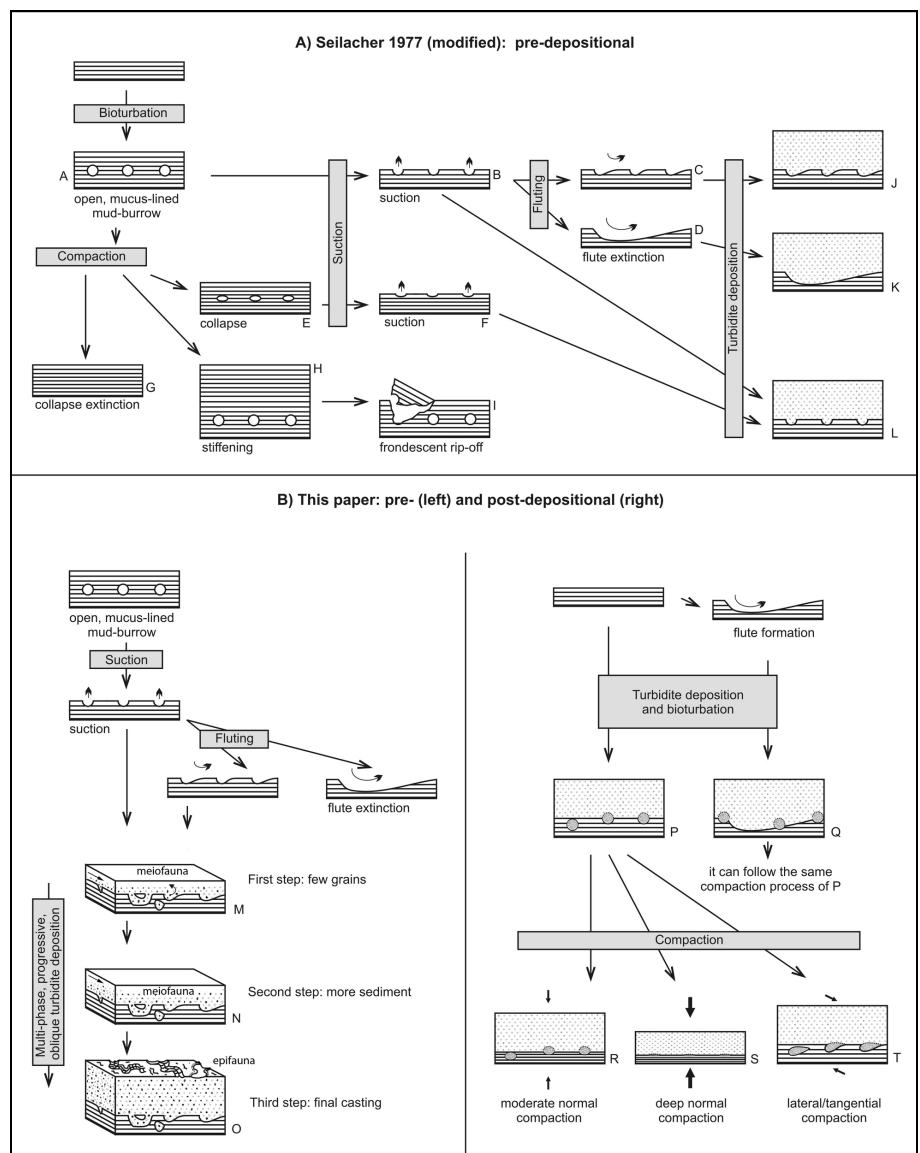 A) Seilacher 1977 (modified): pre-depositional
Bioturbation
A
open, mucus-lined
mud-burrow
Compaction
Suction
B
suction
Fluting
C
D
flute extinction
Turbidite deposition
J
K
L
collapse
E
suction
F
G
collapse extinction
H
stiffening
I
frondescent rip-off
B) This paper: pre- (left) and post-depositional (right)
open, mucus-lined
mud-burrow
Suction
suction
Fluting
flute extinction
Multi-phase, progressive,
oblique turbidite deposition
meiofauna
First step: few grains
M
meiofauna
Second step: more sediment
N
epifauna
Third step: final casting
O
flute formation
Turbidite deposition
and bioturbation
P
Q
it can follow the same
compaction process of P
Compaction
R
moderate normal
compaction
S
deep normal
compaction
T
lateral/tangential
compaction